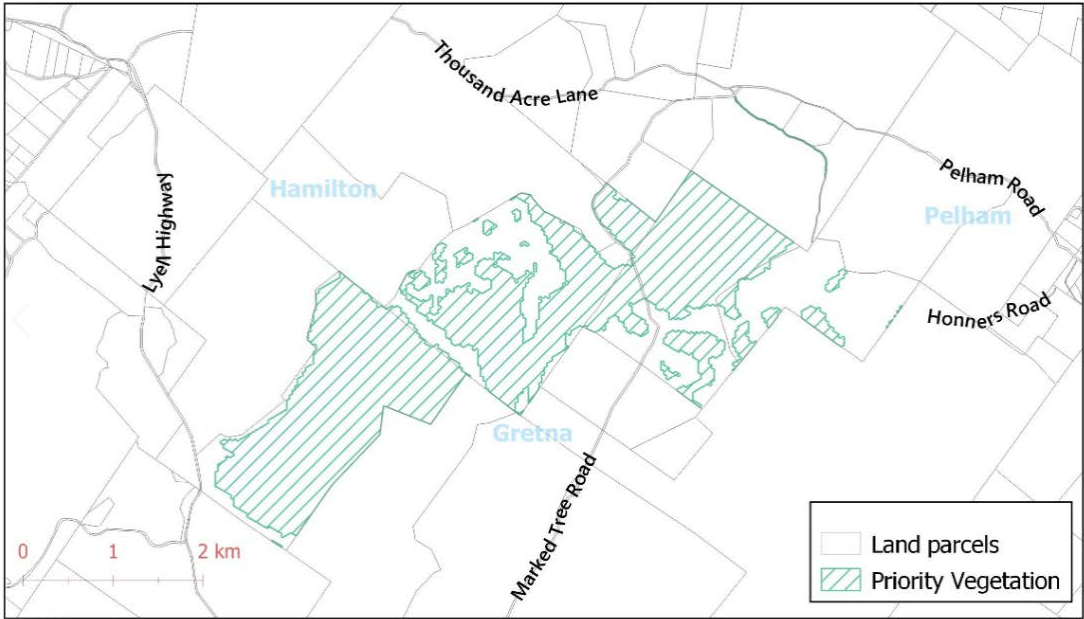 Thousand Acre Lane
Hamilton
Lyell Highway
Pelham Road
Pelham
Honners Road
Gretna
Marked Tree Road
0 1 2 km
Land parcels
Priority Vegetation